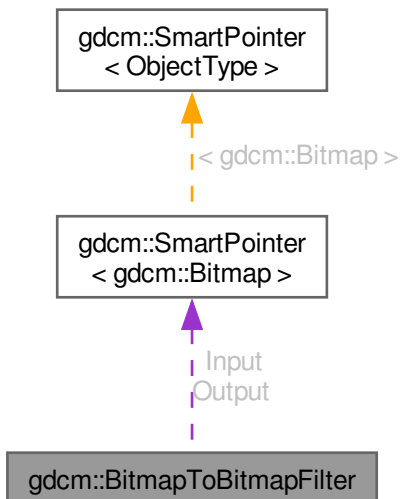 gdcm::SmartPointer
< ObjectType >
< gdcm::Bitmap >
gdcm::SmartPointer
< gdcm::Bitmap >
Input
Output
gdcm::BitmapToBitmapFilter